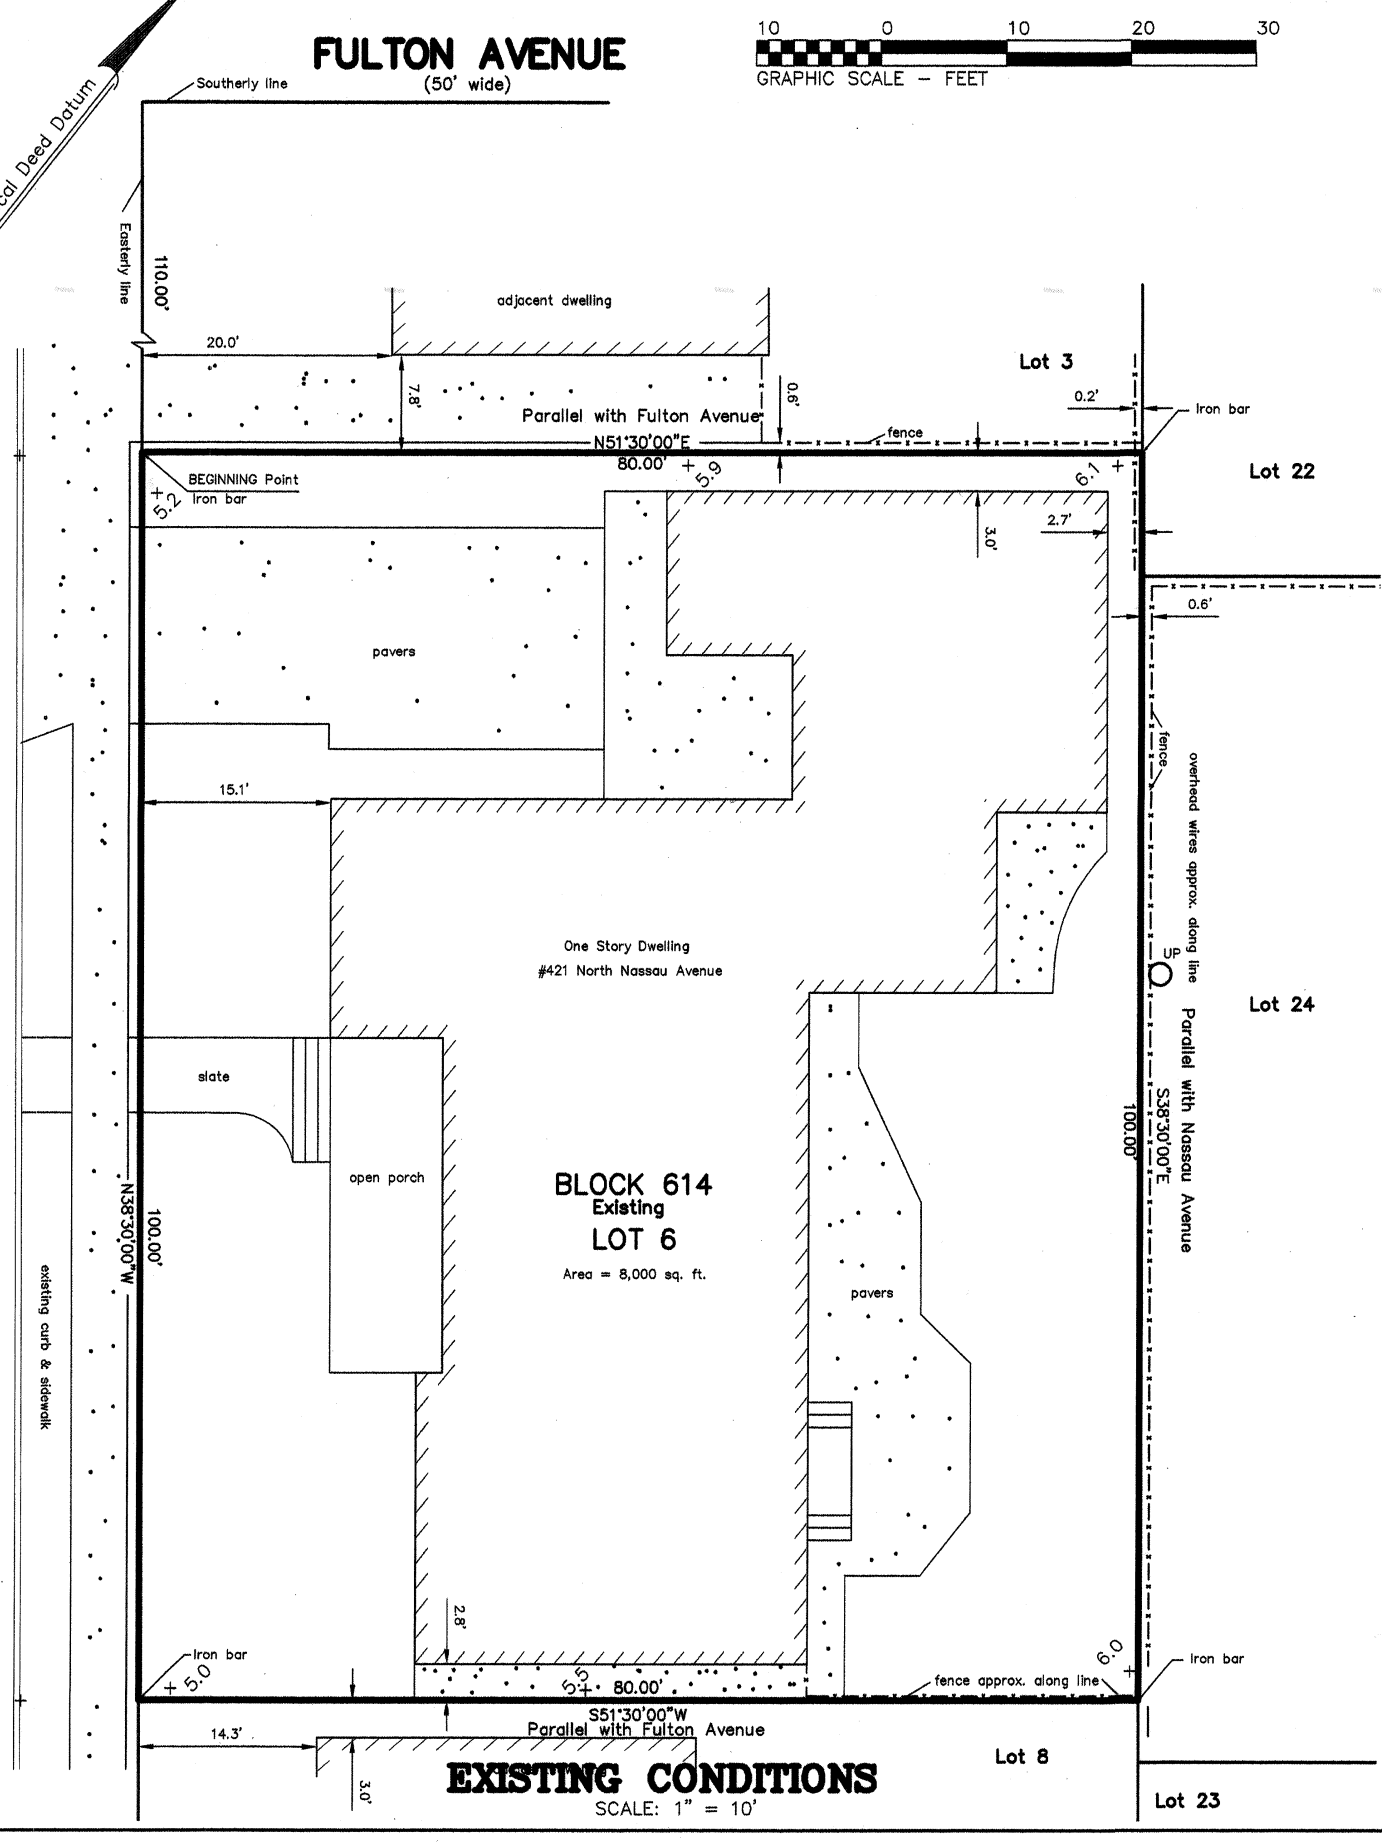 FULTON AVENUE
(50' wide)
10 0 10 20 30
GRAPHIC SCALE - FEET
Southerly line
Deed Datum
Easterly line
110.00'
adjacent dwelling
20.0'
7.8'
0.6'
Lot 3
0.2'
Iron bar
Parallel with Fulton Avenue
N51°30'00"E
fence
80.00'
5.9
6.1
Lot 22
BEGINNING Point
Iron bar
5.2
3.0'
2.7'
0.6'
pavers
fence
15.1'
overhead wires approx. along line
One Story Dwelling
#421 North Nassau Avenue
UP
Lot 24
slate
Parallel with Nassau Avenue
S38°30'00"E
100.00'
open porch
BLOCK 614
Existing
LOT 6
Area = 8,000 sq. ft.
N38°30'00"W
100.00'
existing curb & sidewalk
pavers
2.8'
Iron bar
5.0
5.5
80.00'
fence approx. along line
6.0
Iron bar
S51°30'00"W
Parallel with Fulton Avenue
14.3'
3.0'
Lot 8
EXISTING CONDITIONS
SCALE: 1" = 10'
Lot 23